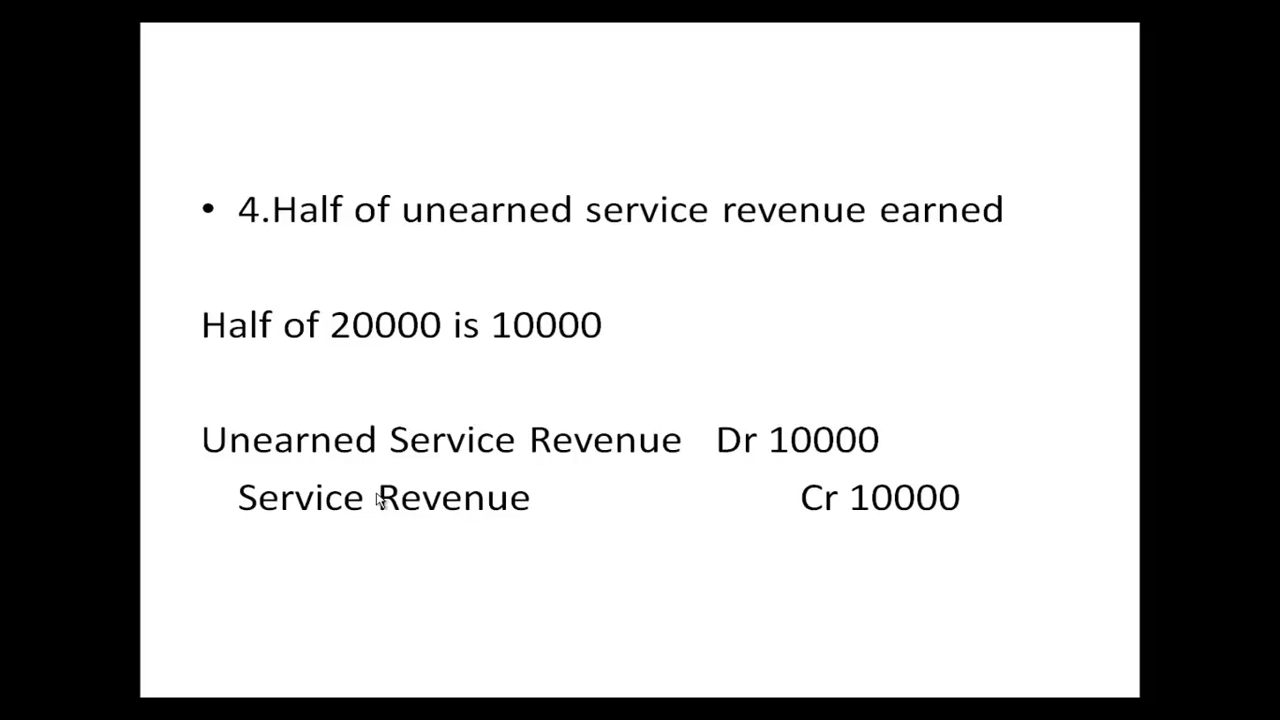 • 4.Half of unearned service revenue earned
Half of 20000 is 10000
Unearned Service Revenue Dr 10000
Service Revenue Cr 10000